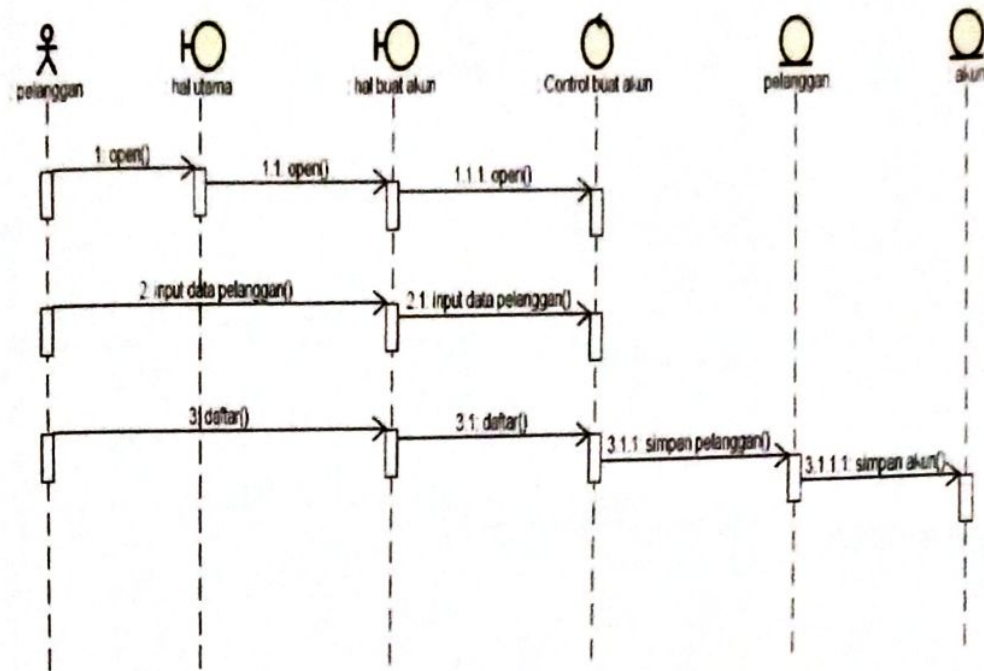 : pelanggan
: hal utama
: hal buat akun
: Control buat akun
pelanggan
akun
1: open()
1.1: open()
1.1.1: open()
2: input data pelanggan()
2.1: input data pelanggan()
3: daftar()
3.1: daftar()
3.1.1: simpan pelanggan()
3.1.1.1: simpan akun()